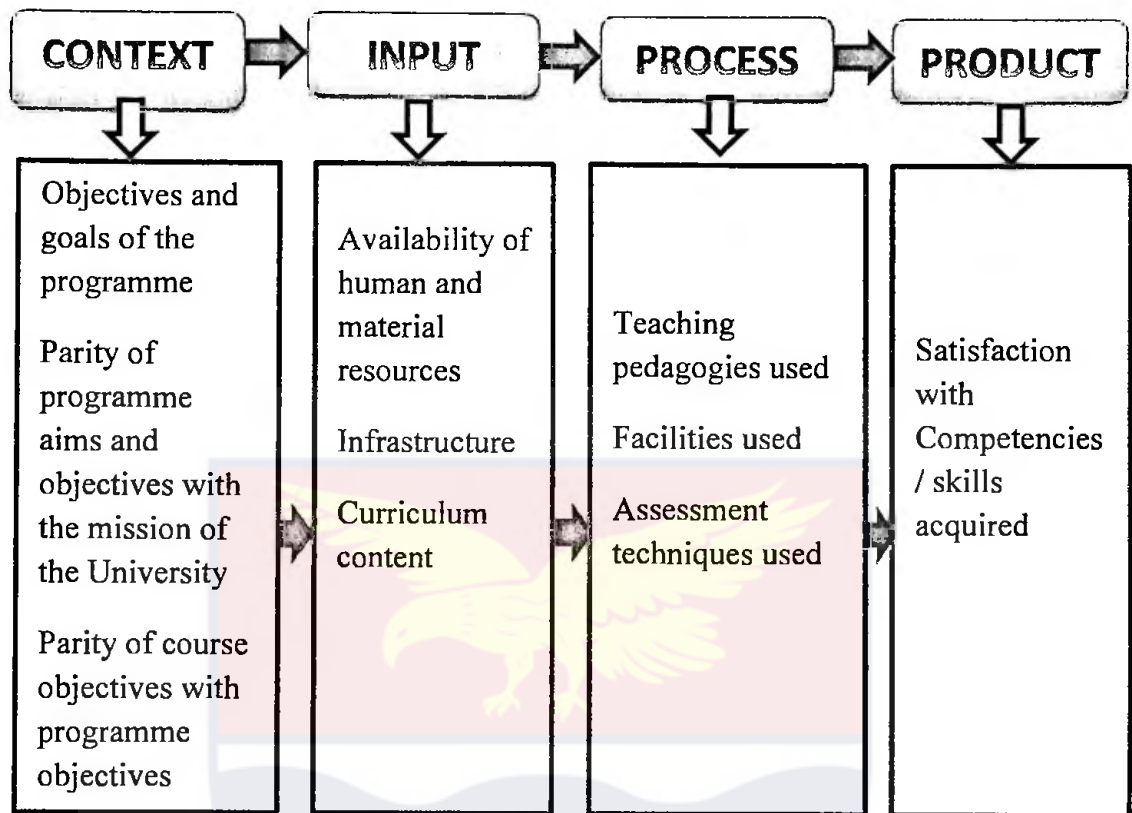 CONTEXT
INPUT
PROCESS
PRODUCT
Objectives and
goals of the
programme
Parity of
programme
aims and
objectives with
the mission of
the University
Parity of course
objectives with
programme
objectives
Availability of
human and
material
resources
Infrastructure
Curriculum
content
Teaching
pedagogies used
Facilities used
Assessment
techniques used
Satisfaction
with
Competencies
/ skills
acquired